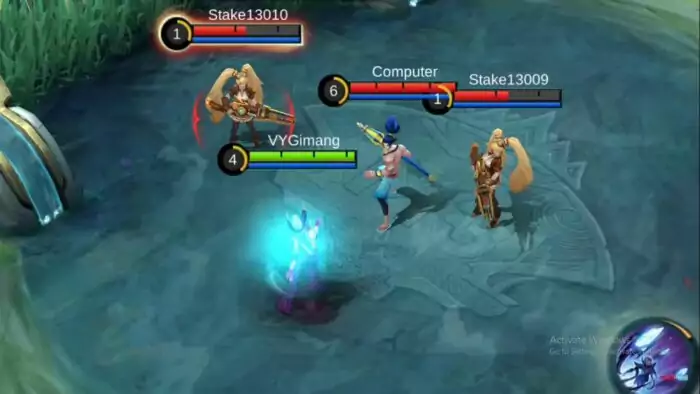 Stake13010
1
Computer
6
Stake13009
1
VYGimang
4
Activate Windows